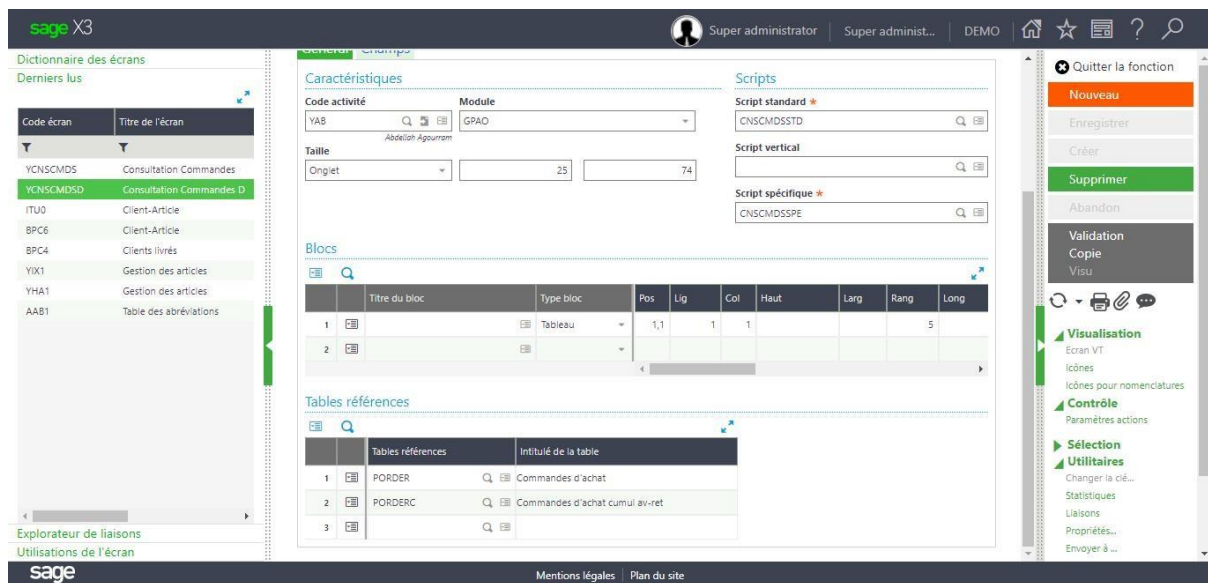 sage X3
Super administrator
Super administ...
DEMO
Dictionnaire des écrans
Derniers lus
Code écran Titre de l'écran
YCNSCMDS Consultation Commandes
YCNSCMDSD Consultation Commandes D
ITU0 Client-Article
BPC6 Client-Article
BPC4 Clients livrés
YIX1 Gestion des articles
YHA1 Gestion des articles
AAB1 Table des abréviations
Explorateur de liaisons
Utilisations de l'écran
Général Champs
Caractéristiques
Code activité Module
YAB GPAO
Abdellah Agourram
Taille
Onglet 25 74
Scripts
Script standard *
CNSCMDSSTD
Script vertical
Script spécifique *
CNSCMDSSPE
Blocs
Titre du bloc Type bloc Pos Lig Col Haut Larg Rang Long
1 Tableau 1,1 1 1 5
2
Tables références
Tables références Intitulé de la table
1 PORDER Commandes d'achat
2 PORDERC Commandes d'achat cumul av-ret
3
Quitter la fonction
Nouveau
Enregistrer
Créer
Supprimer
Abandon
Validation
Copie
Visu
Visualisation
Ecran VT
Icônes
Icônes pour nomenclatures
Contrôle
Paramètres actions
Sélection
Utilitaires
Changer la clé...
Statistiques
Liaisons
Propriétés...
Envoyer à ...
sage
Mentions légales | Plan du site